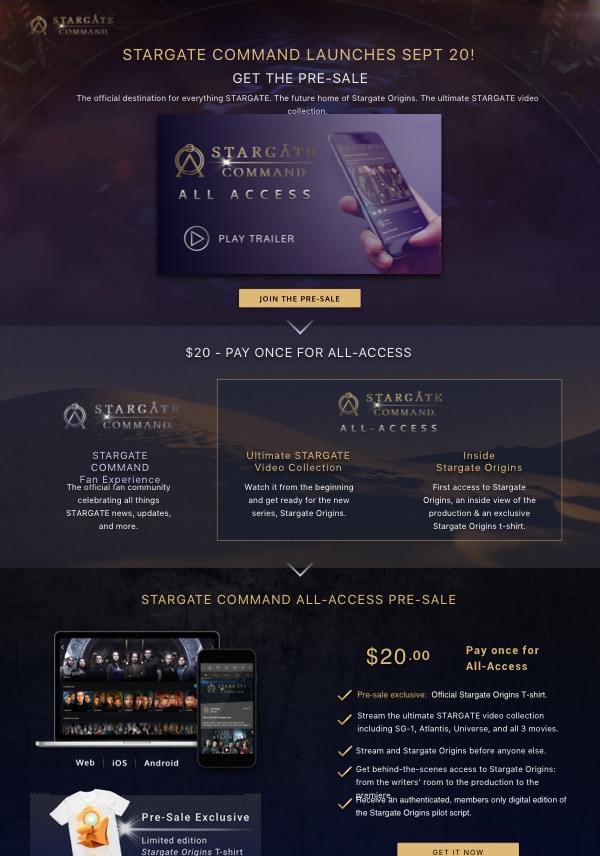 STARGATE
COMMAND
STARGATE COMMAND LAUNCHES SEPT 20!
GET THE PRE-SALE
The official destination for everything STARGATE. The future home of Stargate Origins. The ultimate STARGATE video
collection.
STARGATE
COMMAND
ALL ACCESS
PLAY TRAILER
JOIN THE PRE-SALE
$20 - PAY ONCE FOR ALL-ACCESS
STARGATE
COMMAND
STARGATE
COMMAND
Fan Experience
The official fan community
celebrating all things
STARGATE news, updates,
and more.
STARGATE
COMMAND
ALL-ACCESS
Ultimate STARGATE
Video Collection
Watch it from the beginning
and get ready for the new
series, Stargate Origins.
Inside
Stargate Origins
First access to Stargate
Origins, an inside view of the
production & an exclusive
Stargate Origins t-shirt.
STARGATE COMMAND ALL-ACCESS PRE-SALE
Web | iOS | Android
Pre-Sale Exclusive
Limited edition
Stargate Origins T-shirt
$20.00
Pay once for
All-Access
Pre-sale exclusive: Official Stargate Origins T-shirt.
Stream the ultimate STARGATE video collection
including SG-1, Atlantis, Universe, and all 3 movies.
Stream and Stargate Origins before anyone else.
Get behind-the-scenes access to Stargate Origins:
from the writers' room to the production to the
premiere.
Receive an authenticated, members only digital edition of
the Stargate Origins pilot script.
GET IT NOW